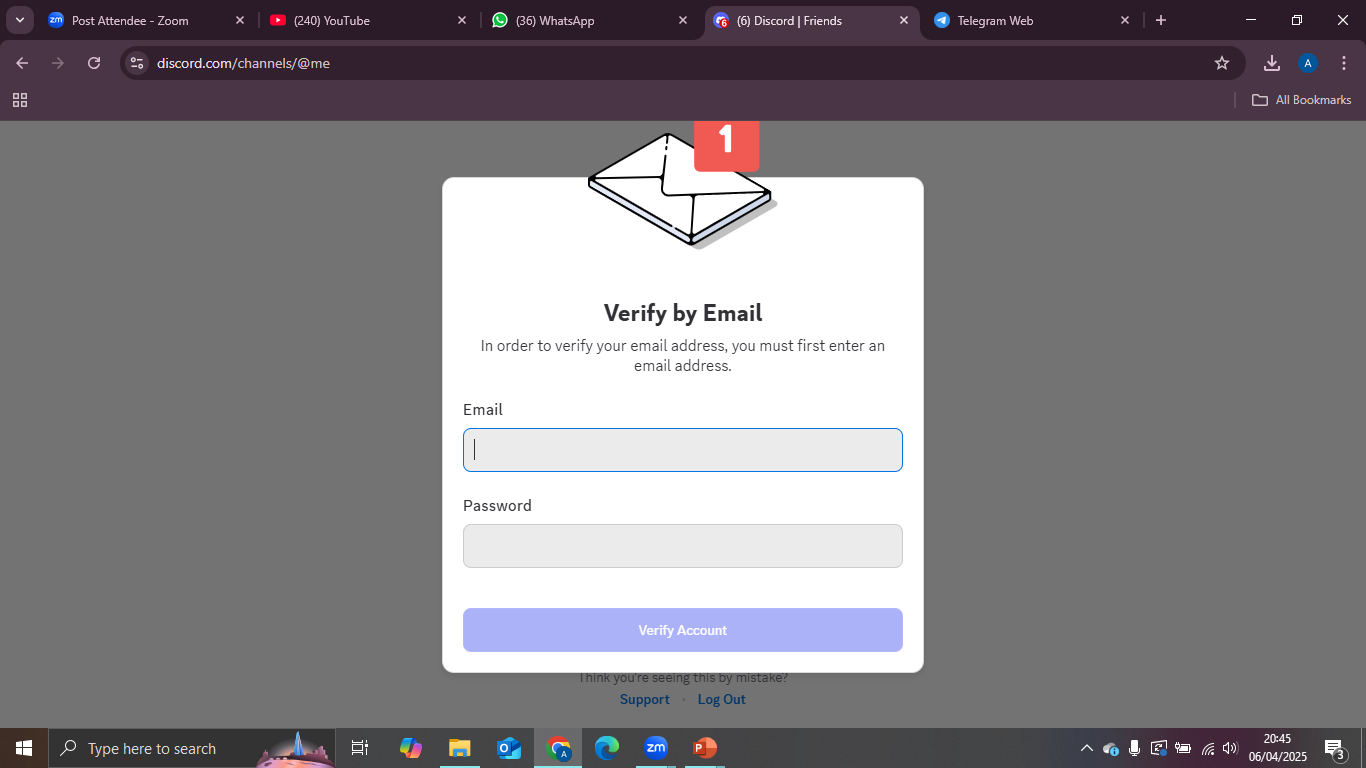 zm Post Attendee - Zoom
(240) YouTube
(36) WhatsApp
6 (6) Discord | Friends
Telegram Web
discord.com/channels/@me
A
All Bookmarks
1
Verify by Email
In order to verify your email address, you must first enter an
email address.
Email
Password
Verify Account
Think you're seeing this by mistake?
Support
Log Out
Type here to search
A
zm
P
20:45
06/04/2025
3